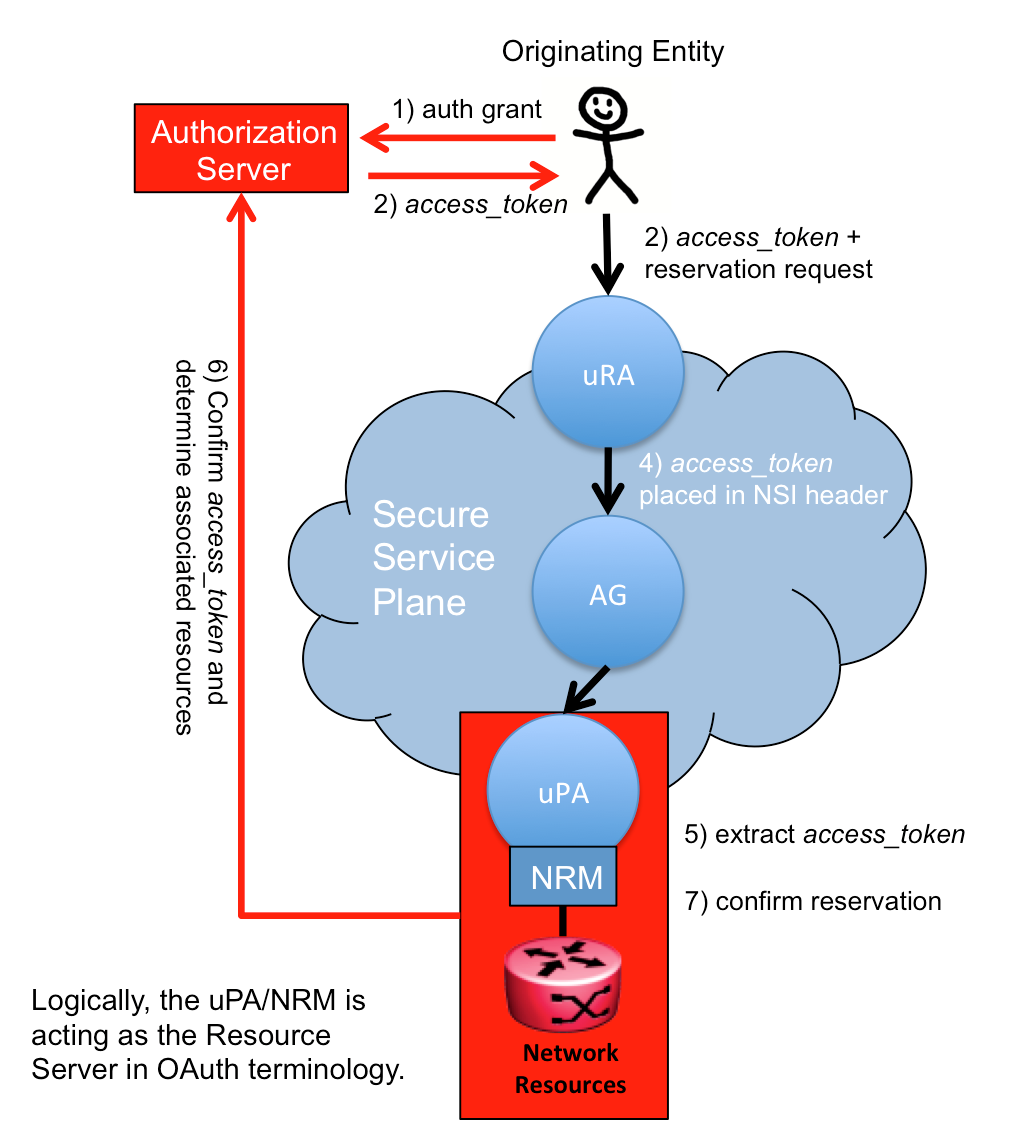 Originating Entity
1) auth grant
Authorization
Server
2) access_token
2) access_token +
reservation request
uRA
4) access_token
placed in NSI header
Secure
Service
Plane
AG
6) Confirm access_token and
determine associated resources
uPA
5) extract access_token
NRM
7) confirm reservation
Logically, the uPA/NRM is
acting as the Resource
Server in OAuth terminology.
Network
Resources